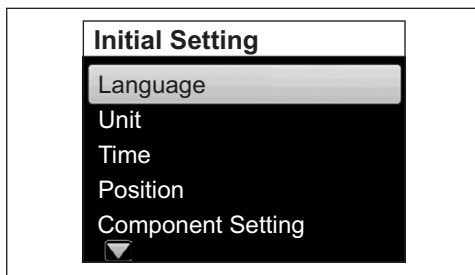 Initial Setting
Language
Unit
Time
Position
Component Setting